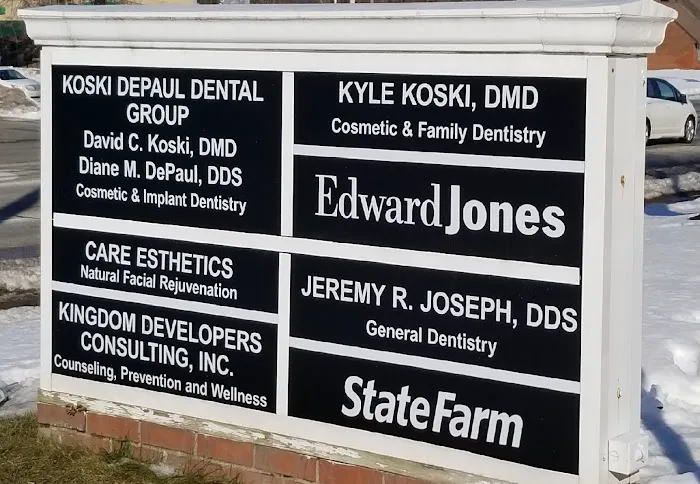 KOSKI DEPAUL DENTAL
GROUP
David C. Koski, DMD
Diane M. DePaul, DDS
Cosmetic & Implant Dentistry
CARE ESTHETICS
Natural Facial Rejuvenation
KINGDOM DEVELOPERS
CONSULTING, INC.
Counseling, Prevention and Wellness
KYLE KOSKI, DMD
Cosmetic & Family Dentistry
Edward Jones
JEREMY R. JOSEPH, DDS
General Dentistry
State Farm